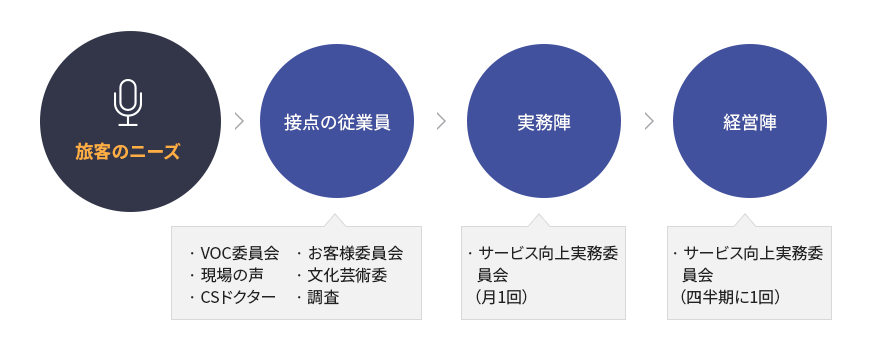 旅客のニーズ
接点の従業員
実務陣
経営陣
· VOC委員会
· 現場の声
· CSドクター
· お客様委員会
· 文化芸術委
· 調査
· サービス向上実務委
員会
（月1回）
· サービス向上実務委
員会
（四半期に1回）